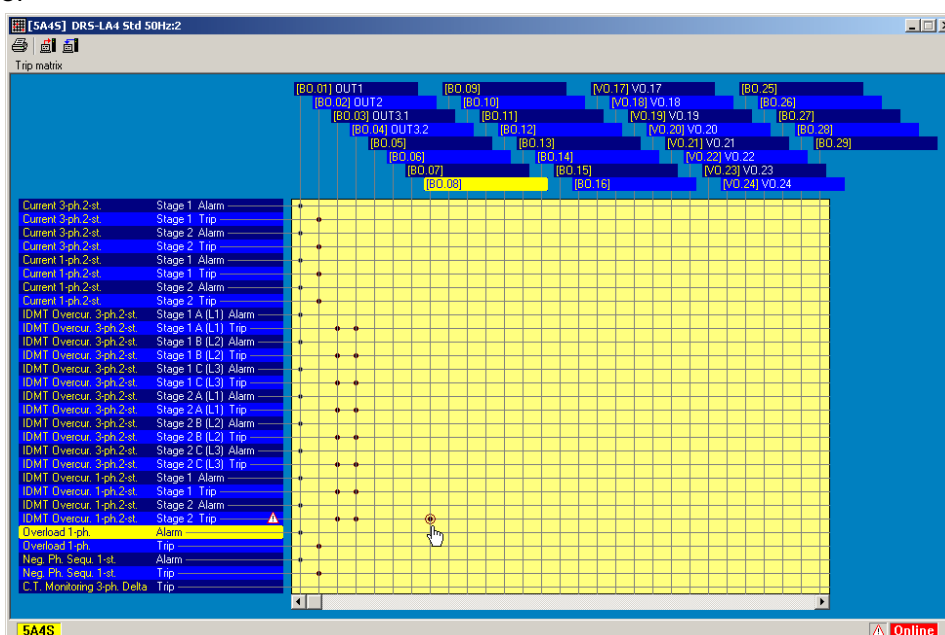 [5A4S] DRS-LA4 Std 50Hz:2
Trip matrix
[BO.01] OUT1 [BO.09] [VO.17] VO.17 [BO.25]
[BO.02] OUT2 [BO.10] [VO.18] VO.18 [BO.26]
[BO.03] OUT3.1 [BO.11] [VO.19] VO.19 [BO.27]
[BO.04] OUT3.2 [BO.12] [VO.20] VO.20 [BO.28]
[BO.05] [BO.13] [VO.21] VO.21 [BO.29]
[BO.06] [BO.14] [VO.22] VO.22
[BO.07] [BO.15] [VO.23] VO.23
[BO.08] [BO.16] [VO.24] VO.24
Current 3-ph.2-st. Stage 1 Alarm
Current 3-ph.2-st. Stage 1 Trip
Current 3-ph.2-st. Stage 2 Alarm
Current 3-ph.2-st. Stage 2 Trip
Current 1-ph.2-st. Stage 1 Alarm
Current 1-ph.2-st. Stage 1 Trip
Current 1-ph.2-st. Stage 2 Alarm
Current 1-ph.2-st. Stage 2 Trip
IDMT Overcur. 3-ph.2-st. Stage 1 A (L1) Alarm
IDMT Overcur. 3-ph.2-st. Stage 1 A (L1) Trip
IDMT Overcur. 3-ph.2-st. Stage 1 B (L2) Alarm
IDMT Overcur. 3-ph.2-st. Stage 1 B (L2) Trip
IDMT Overcur. 3-ph.2-st. Stage 1 C (L3) Alarm
IDMT Overcur. 3-ph.2-st. Stage 1 C (L3) Trip
IDMT Overcur. 3-ph.2-st. Stage 2 A (L1) Alarm
IDMT Overcur. 3-ph.2-st. Stage 2 A (L1) Trip
IDMT Overcur. 3-ph.2-st. Stage 2 B (L2) Alarm
IDMT Overcur. 3-ph.2-st. Stage 2 B (L2) Trip
IDMT Overcur. 3-ph.2-st. Stage 2 C (L3) Alarm
IDMT Overcur. 3-ph.2-st. Stage 2 C (L3) Trip
IDMT Overcur. 1-ph.2-st. Stage 1 Alarm
IDMT Overcur. 1-ph.2-st. Stage 1 Trip
IDMT Overcur. 1-ph.2-st. Stage 2 Alarm
IDMT Overcur. 1-ph.2-st. Stage 2 Trip
Overload 1-ph. Alarm
Overload 1-ph. Trip
Neg. Ph. Sequ. 1-st. Alarm
Neg. Ph. Sequ. 1-st. Trip
C.T. Monitoring 3-ph. Delta Trip
5A4S Online